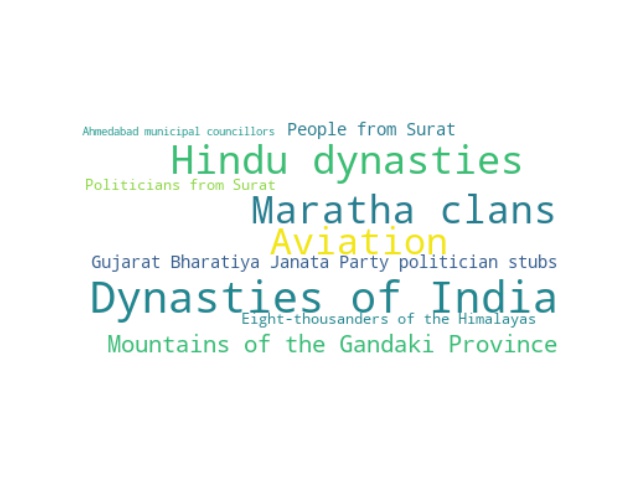 Ahmedabad municipal councillors
People from Surat
Hindu dynasties
Politicians from Surat
Maratha clans
Aviation
Gujarat Bharatiya Janata Party politician stubs
Dynasties of India
Eight-thousanders of the Himalayas
Mountains of the Gandaki Province